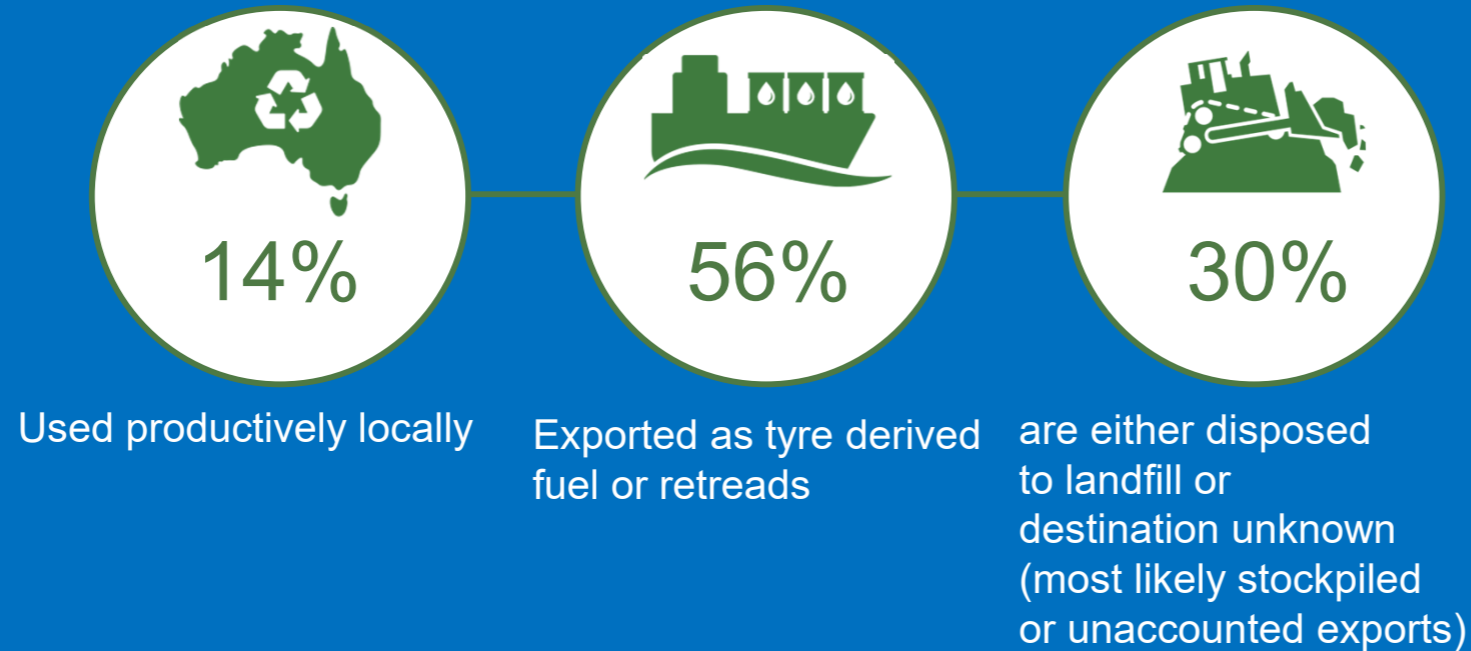 14%
Used productively locally
56%
Exported as tyre derived
fuel or retreads
30%
are either disposed
to landfill or
destination unknown
(most likely stockpiled
or unaccounted exports)